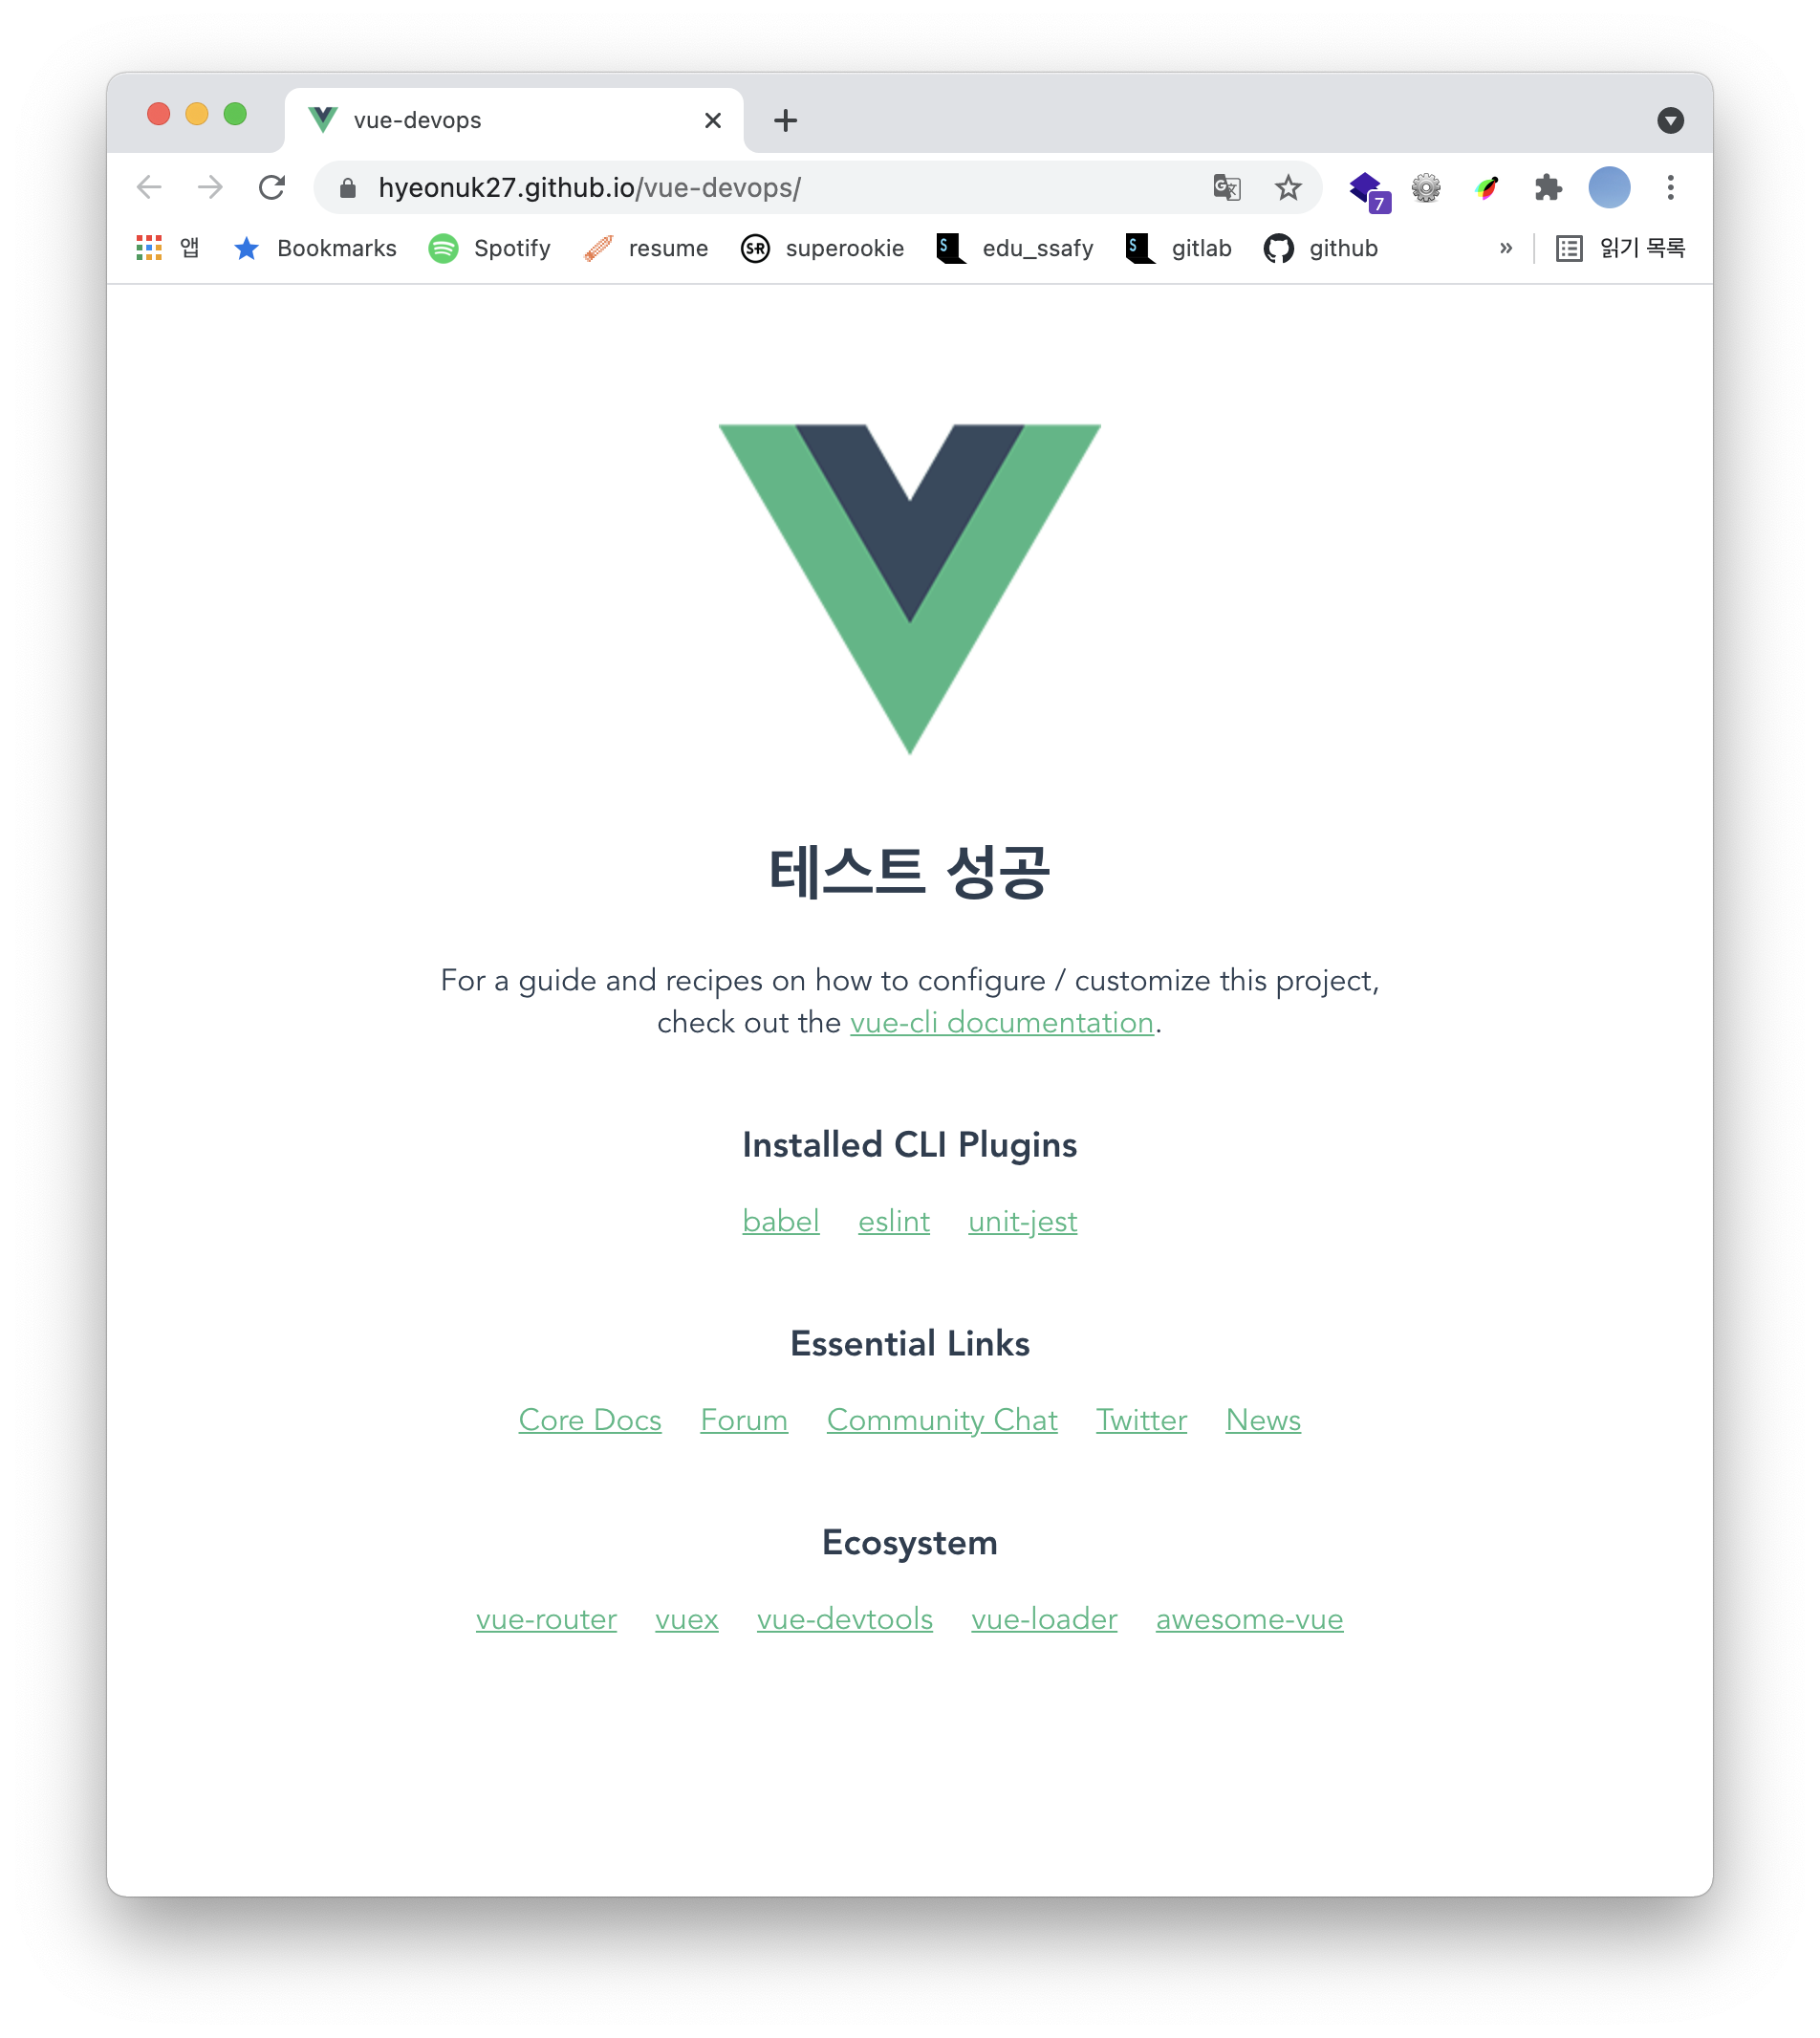 vue-devops
hyeonuk27.github.io/vue-devops/
7
앱 Bookmarks Spotify resume S-R superookie S edu_ssafy S gitlab github » 읽기 목록
테스트 성공
For a guide and recipes on how to configure / customize this project,
check out the vue-cli documentation.
Installed CLI Plugins
babel eslint unit-jest
Essential Links
Core Docs Forum Community Chat Twitter News
Ecosystem
vue-router vuex vue-devtools vue-loader awesome-vue